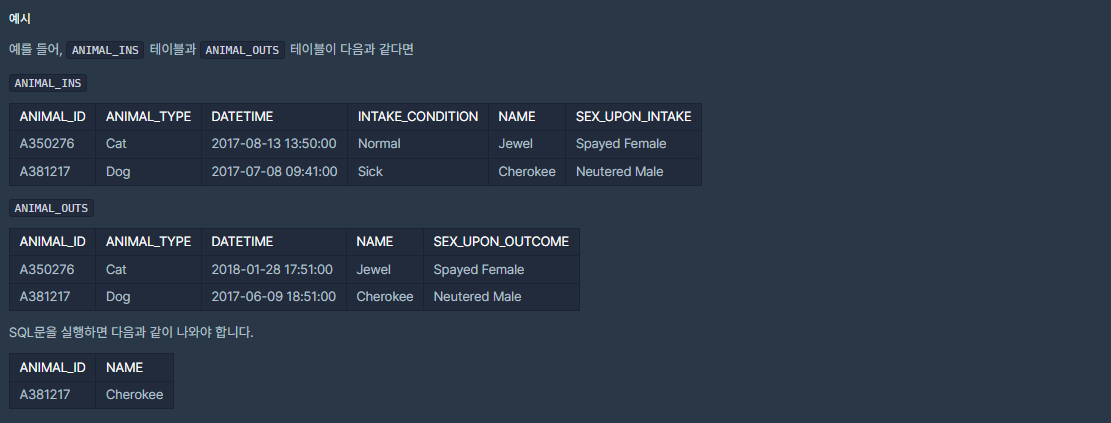 예시
예를 들어, ANIMAL_INS 테이블과 ANIMAL_OUTS 테이블이 다음과 같다면
ANIMAL_INS
ANIMAL_ID ANIMAL_TYPE DATETIME INTAKE_CONDITION NAME SEX_UPON_INTAKE
A350276 Cat 2017-08-13 13:50:00 Normal Jewel Spayed Female
A381217 Dog 2017-07-08 09:41:00 Sick Cherokee Neutered Male
ANIMAL_OUTS
ANIMAL_ID ANIMAL_TYPE DATETIME NAME SEX_UPON_OUTCOME
A350276 Cat 2018-01-28 17:51:00 Jewel Spayed Female
A381217 Dog 2017-06-09 18:51:00 Cherokee Neutered Male
SQL문을 실행하면 다음과 같이 나와야 합니다.
ANIMAL_ID NAME
A381217 Cherokee